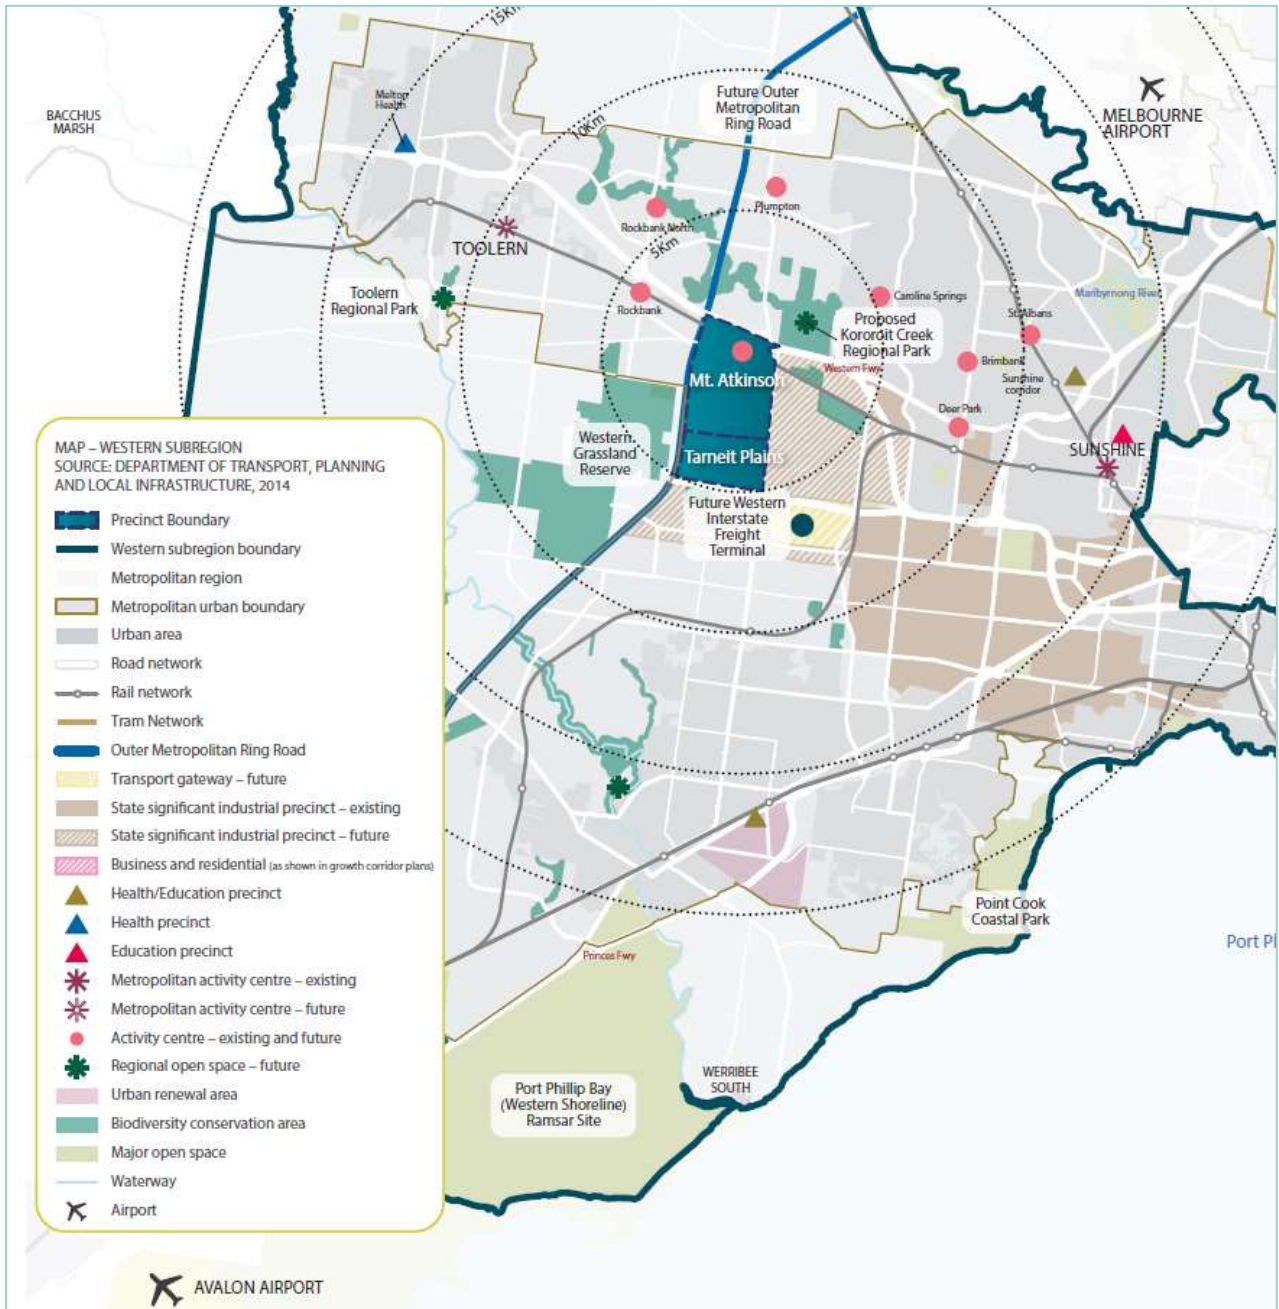 15Km
BACCHUS
MARSH
Melton
Health
10Km
Future Outer
Metropolitan
Ring Road
MELBOURNE
AIRPORT
Plumpton
Rockbank North
5Km
TOOLERN
Toolern
Regional Park
Rockbank
Caroline Springs
Maribyrnong River
Proposed
Kororoit Creek
Regional Park
St. Albans
Mt. Atkinson
Western Fwy
Brimbank
Sunshine
corridor
Deer Park
Western
Grassland
Reserve
Tarneit Plains
SUNSHINE
Future Western
Interstate
Freight
Terminal
MAP – WESTERN SUBREGION
SOURCE: DEPARTMENT OF TRANSPORT, PLANNING
AND LOCAL INFRASTRUCTURE, 2014
Precinct Boundary
Western subregion boundary
Metropolitan region
Metropolitan urban boundary
Urban area
Road network
Rail network
Tram Network
Outer Metropolitan Ring Road
Transport gateway – future
State significant industrial precinct – existing
State significant industrial precinct – future
Business and residential (as shown in growth corridor plans)
Health/Education precinct
Health precinct
Education precinct
Metropolitan activity centre – existing
Metropolitan activity centre – future
Activity centre – existing and future
Regional open space – future
Urban renewal area
Biodiversity conservation area
Major open space
Waterway
Airport
Point Cook
Coastal Park
Port Pl
Princes Fwy
WERRIBEE
SOUTH
Port Phillip Bay
(Western Shoreline)
Ramsar Site
AVALON AIRPORT